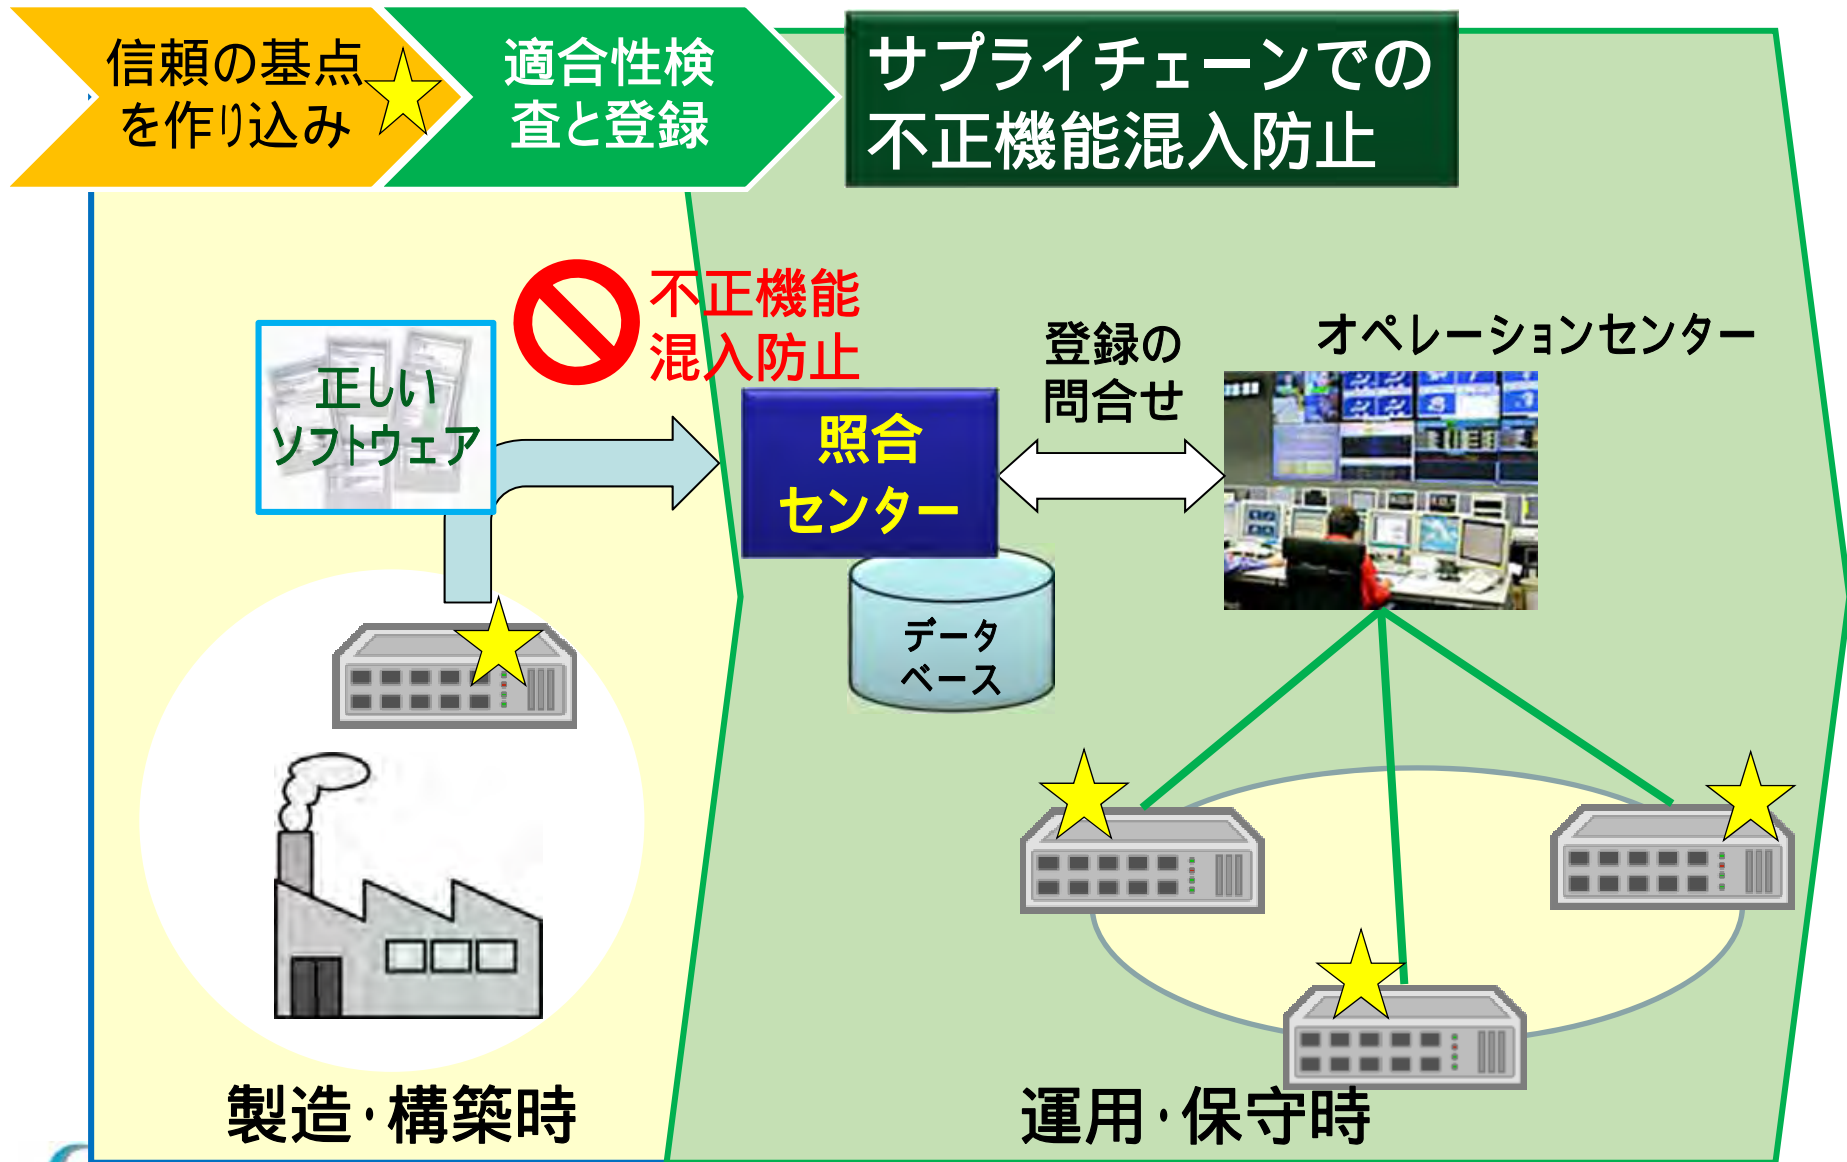 信頼の基点
を作り込み
適合性検
査と登録
サプライチェーンでの
不正機能混入防止
不正機能
混入防止
正しい
ソフトウェア
照合
センター
データ
ベース
登録の
問合せ
オペレーションセンター
製造・構築時
運用・保守時